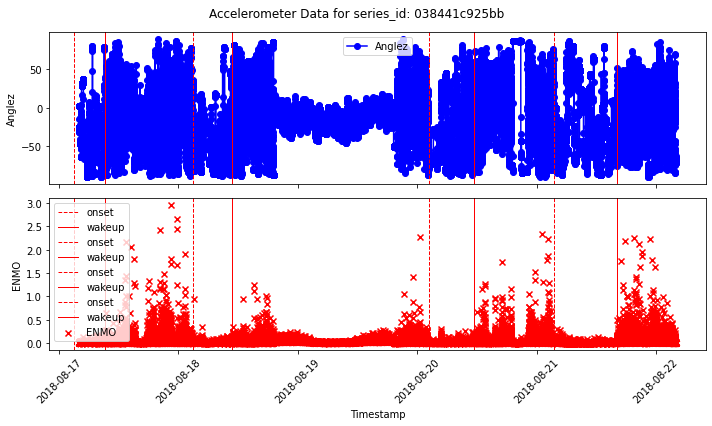 Accelerometer Data for series_id: 038441c925bb
Anglez
50
0
−50
Anglez
3.0
2.5
2.0
1.5
1.0
0.5
0.0
ENMO
onset
wakeup
onset
wakeup
onset
wakeup
onset
wakeup
ENMO
2018-08-17
2018-08-18
2018-08-19
2018-08-20
2018-08-21
2018-08-22
Timestamp